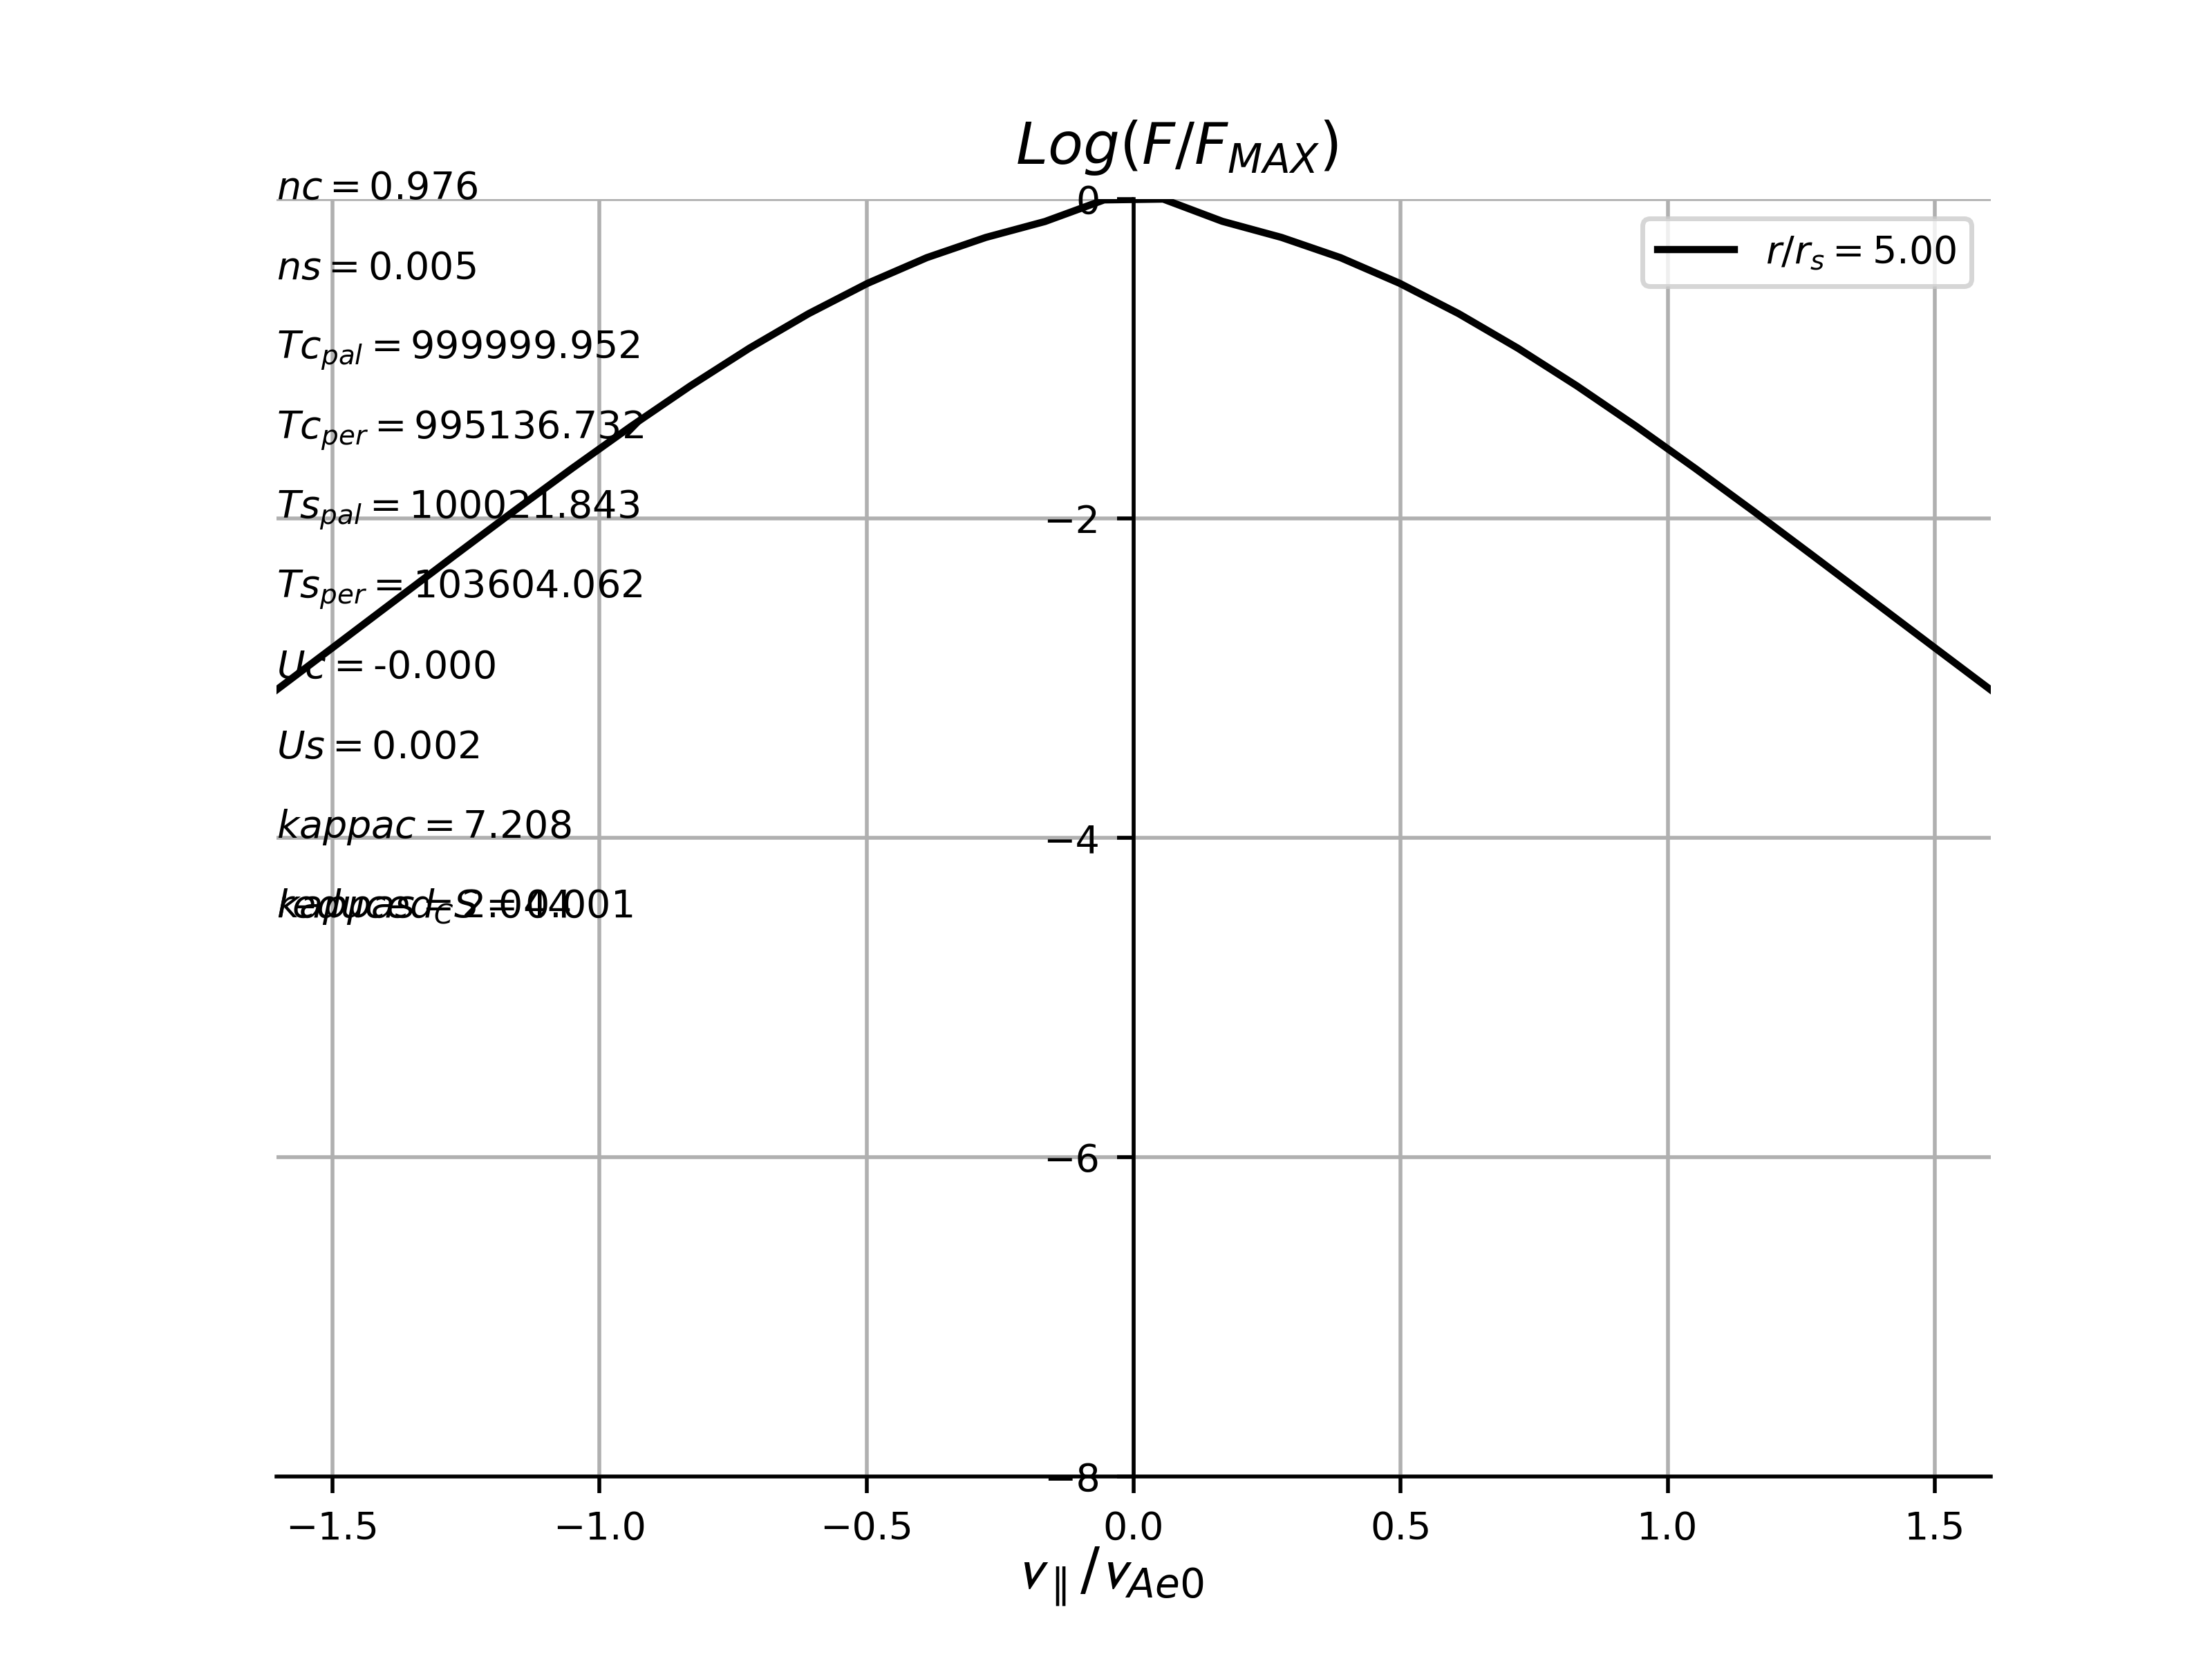 Log(F/F_MAX)
nc = 0.976
0
r/r_s = 5.00
ns = 0.005
Tc_pal = 999999.952
Tc_per = 995136.732
Ts_pal = 100021.843
−2
Ts_per = 103604.062
Uc = -0.000
Us = 0.002
kappac = 7.208
−4
−6
−8
−1.5 −1.0 −0.5 0.0 0.5 1.0 1.5
v_∥/v_Ae0